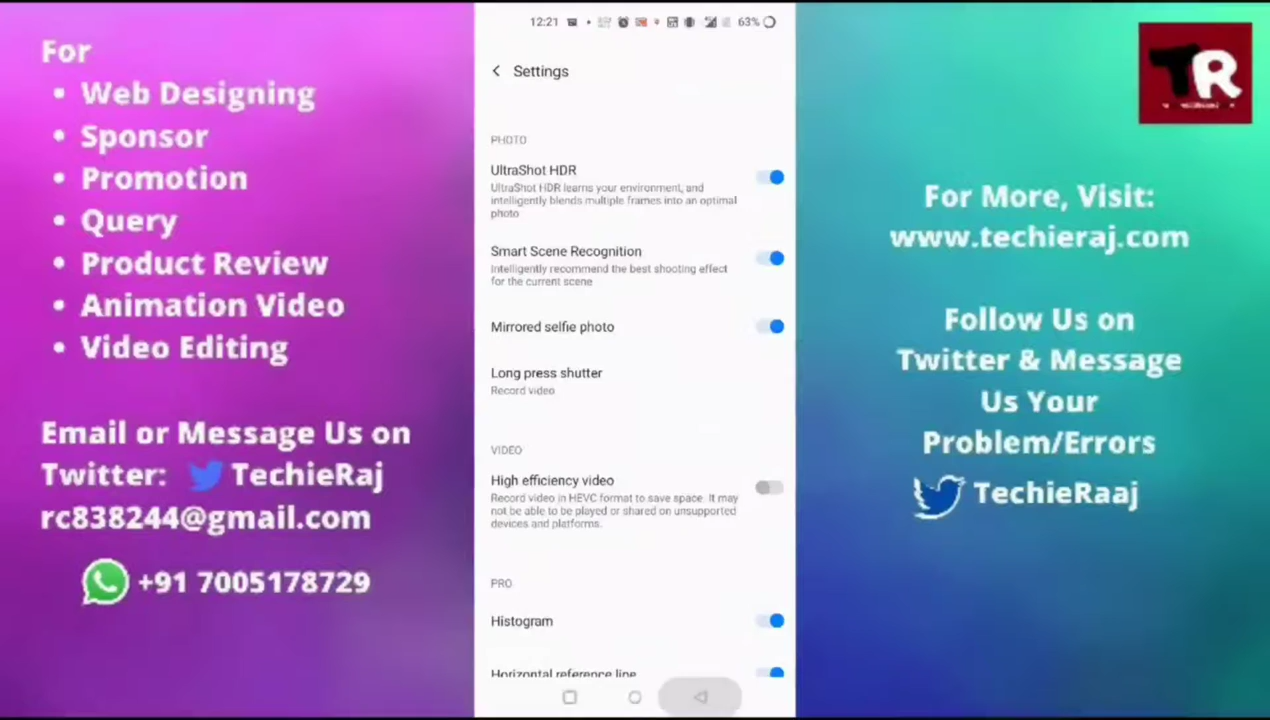 For
• Web Designing
• Sponsor
• Promotion
• Query
• Product Review
• Animation Video
• Video Editing
Email or Message Us on
Twitter: TechieRaj
rc838244@gmail.com
+91 7005178729
12:21
63%
Settings
PHOTO
UltraShot HDR
UltraShot HDR learns your environment, and
intelligently blends multiple frames into an optimal
photo
Smart Scene Recognition
Intelligently recommend the best shooting effect
for the current scene
Mirrored selfie photo
Long press shutter
Record video
VIDEO
High efficiency video
Record video in HEVC format to save space. It may
not be able to be played or shared on unsupported
devices and platforms.
PRO
Histogram
Horizontal reference line
TR
For More, Visit:
www.techieraj.com
Follow Us on
Twitter & Message
Us Your
Problem/Errors
TechieRaaj